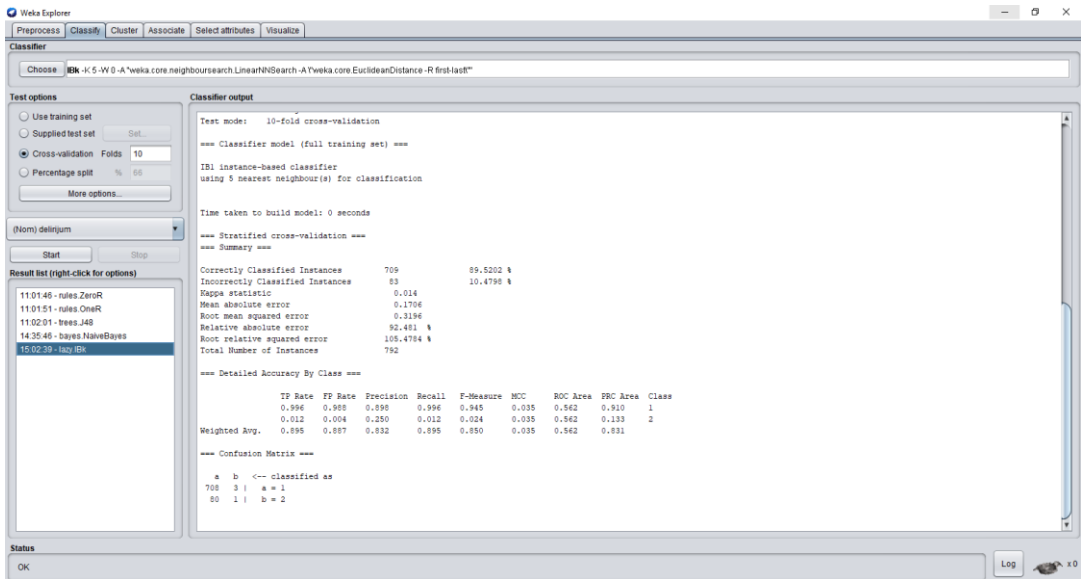 Weka Explorer
Preprocess Classify Cluster Associate Select attributes Visualize
Classifier
Choose IBk -K 5 -W 0 -A "weka.core.neighboursearch.LinearNNSearch -A \"weka.core.EuclideanDistance -R first-last\""
Test options
Use training set
Supplied test set Set...
Cross-validation Folds 10
Percentage split % 66
More options...
(Nom) delirijum
Start Stop
Result list (right-click for options)
11:01:46 - rules.ZeroR
11:01:51 - rules.OneR
11:02:01 - trees.J48
14:35:46 - bayes.NaiveBayes
15:02:39 - lazy.IBk
Classifier output
Test mode: 10-fold cross-validation
=== Classifier model (full training set) ===
IB1 instance-based classifier
using 5 nearest neighbour(s) for classification
Time taken to build model: 0 seconds
=== Stratified cross-validation ===
=== Summary ===
Correctly Classified Instances 709 89.5202 %
Incorrectly Classified Instances 83 10.4798 %
Kappa statistic 0.014
Mean absolute error 0.1706
Root mean squared error 0.3196
Relative absolute error 92.481 %
Root relative squared error 105.4784 %
Total Number of Instances 792
=== Detailed Accuracy By Class ===
TP Rate FP Rate Precision Recall F-Measure MCC ROC Area PRC Area Class
0.996 0.988 0.898 0.996 0.945 0.035 0.562 0.910 1
0.012 0.004 0.250 0.012 0.024 0.035 0.562 0.133 2
Weighted Avg. 0.895 0.887 0.832 0.895 0.850 0.035 0.562 0.831
=== Confusion Matrix ===
a b <-- classified as
708 3 | a = 1
80 1 | b = 2
Status
OK
Log x 0